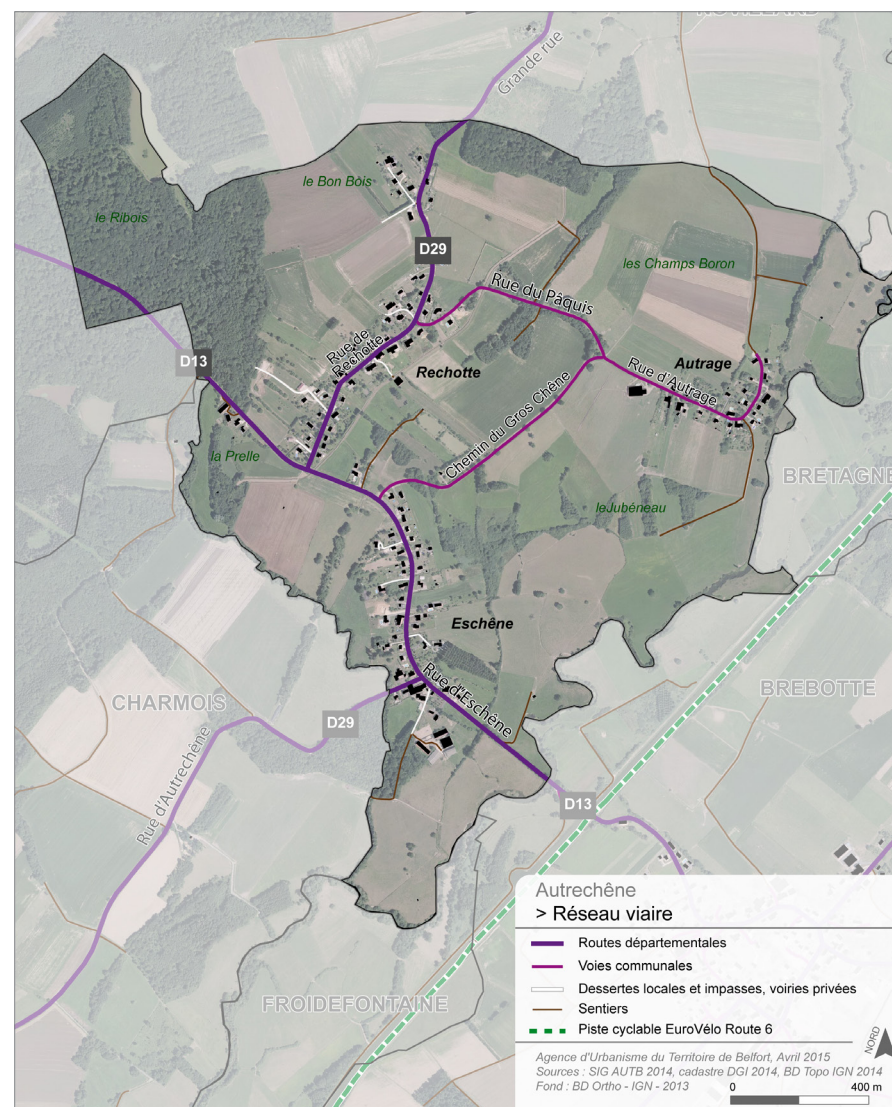 NOVILLARD
Grande rue
le Bon Bois
le Ribois
D29
les Champs Boron
Rue du Pâquis
Rue de
Rechotte
D13
Rechotte
Autrage
Rue d'Autrage
Chemin du Gros Chêne
la Prelle
BRETAGNE
leJubéneau
Eschêne
Rue d'Eschêne
CHARMOIS
BREBOTTE
D29
Rue d'Autrechêne
D13
FROIDEFONTAINE
Autrechêne
> Réseau viaire
Routes départementales
Voies communales
Dessertes locales et impasses, voiries privées
Sentiers
Piste cyclable EuroVélo Route 6
NORD
Agence d'Urbanisme du Territoire de Belfort, Avril 2015
Sources : SIG AUTB 2014, cadastre DGI 2014, BD Topo IGN 2014
Fond : BD Ortho - IGN - 2013
0 400 m